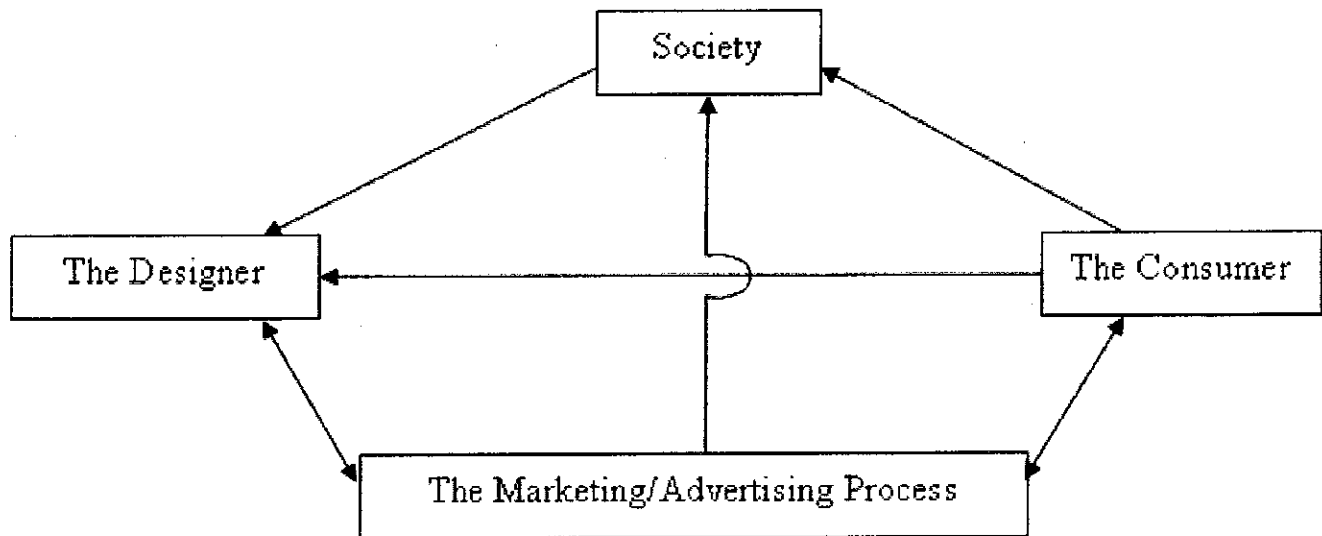 Society
The Designer
The Consumer
The Marketing/Advertising Process